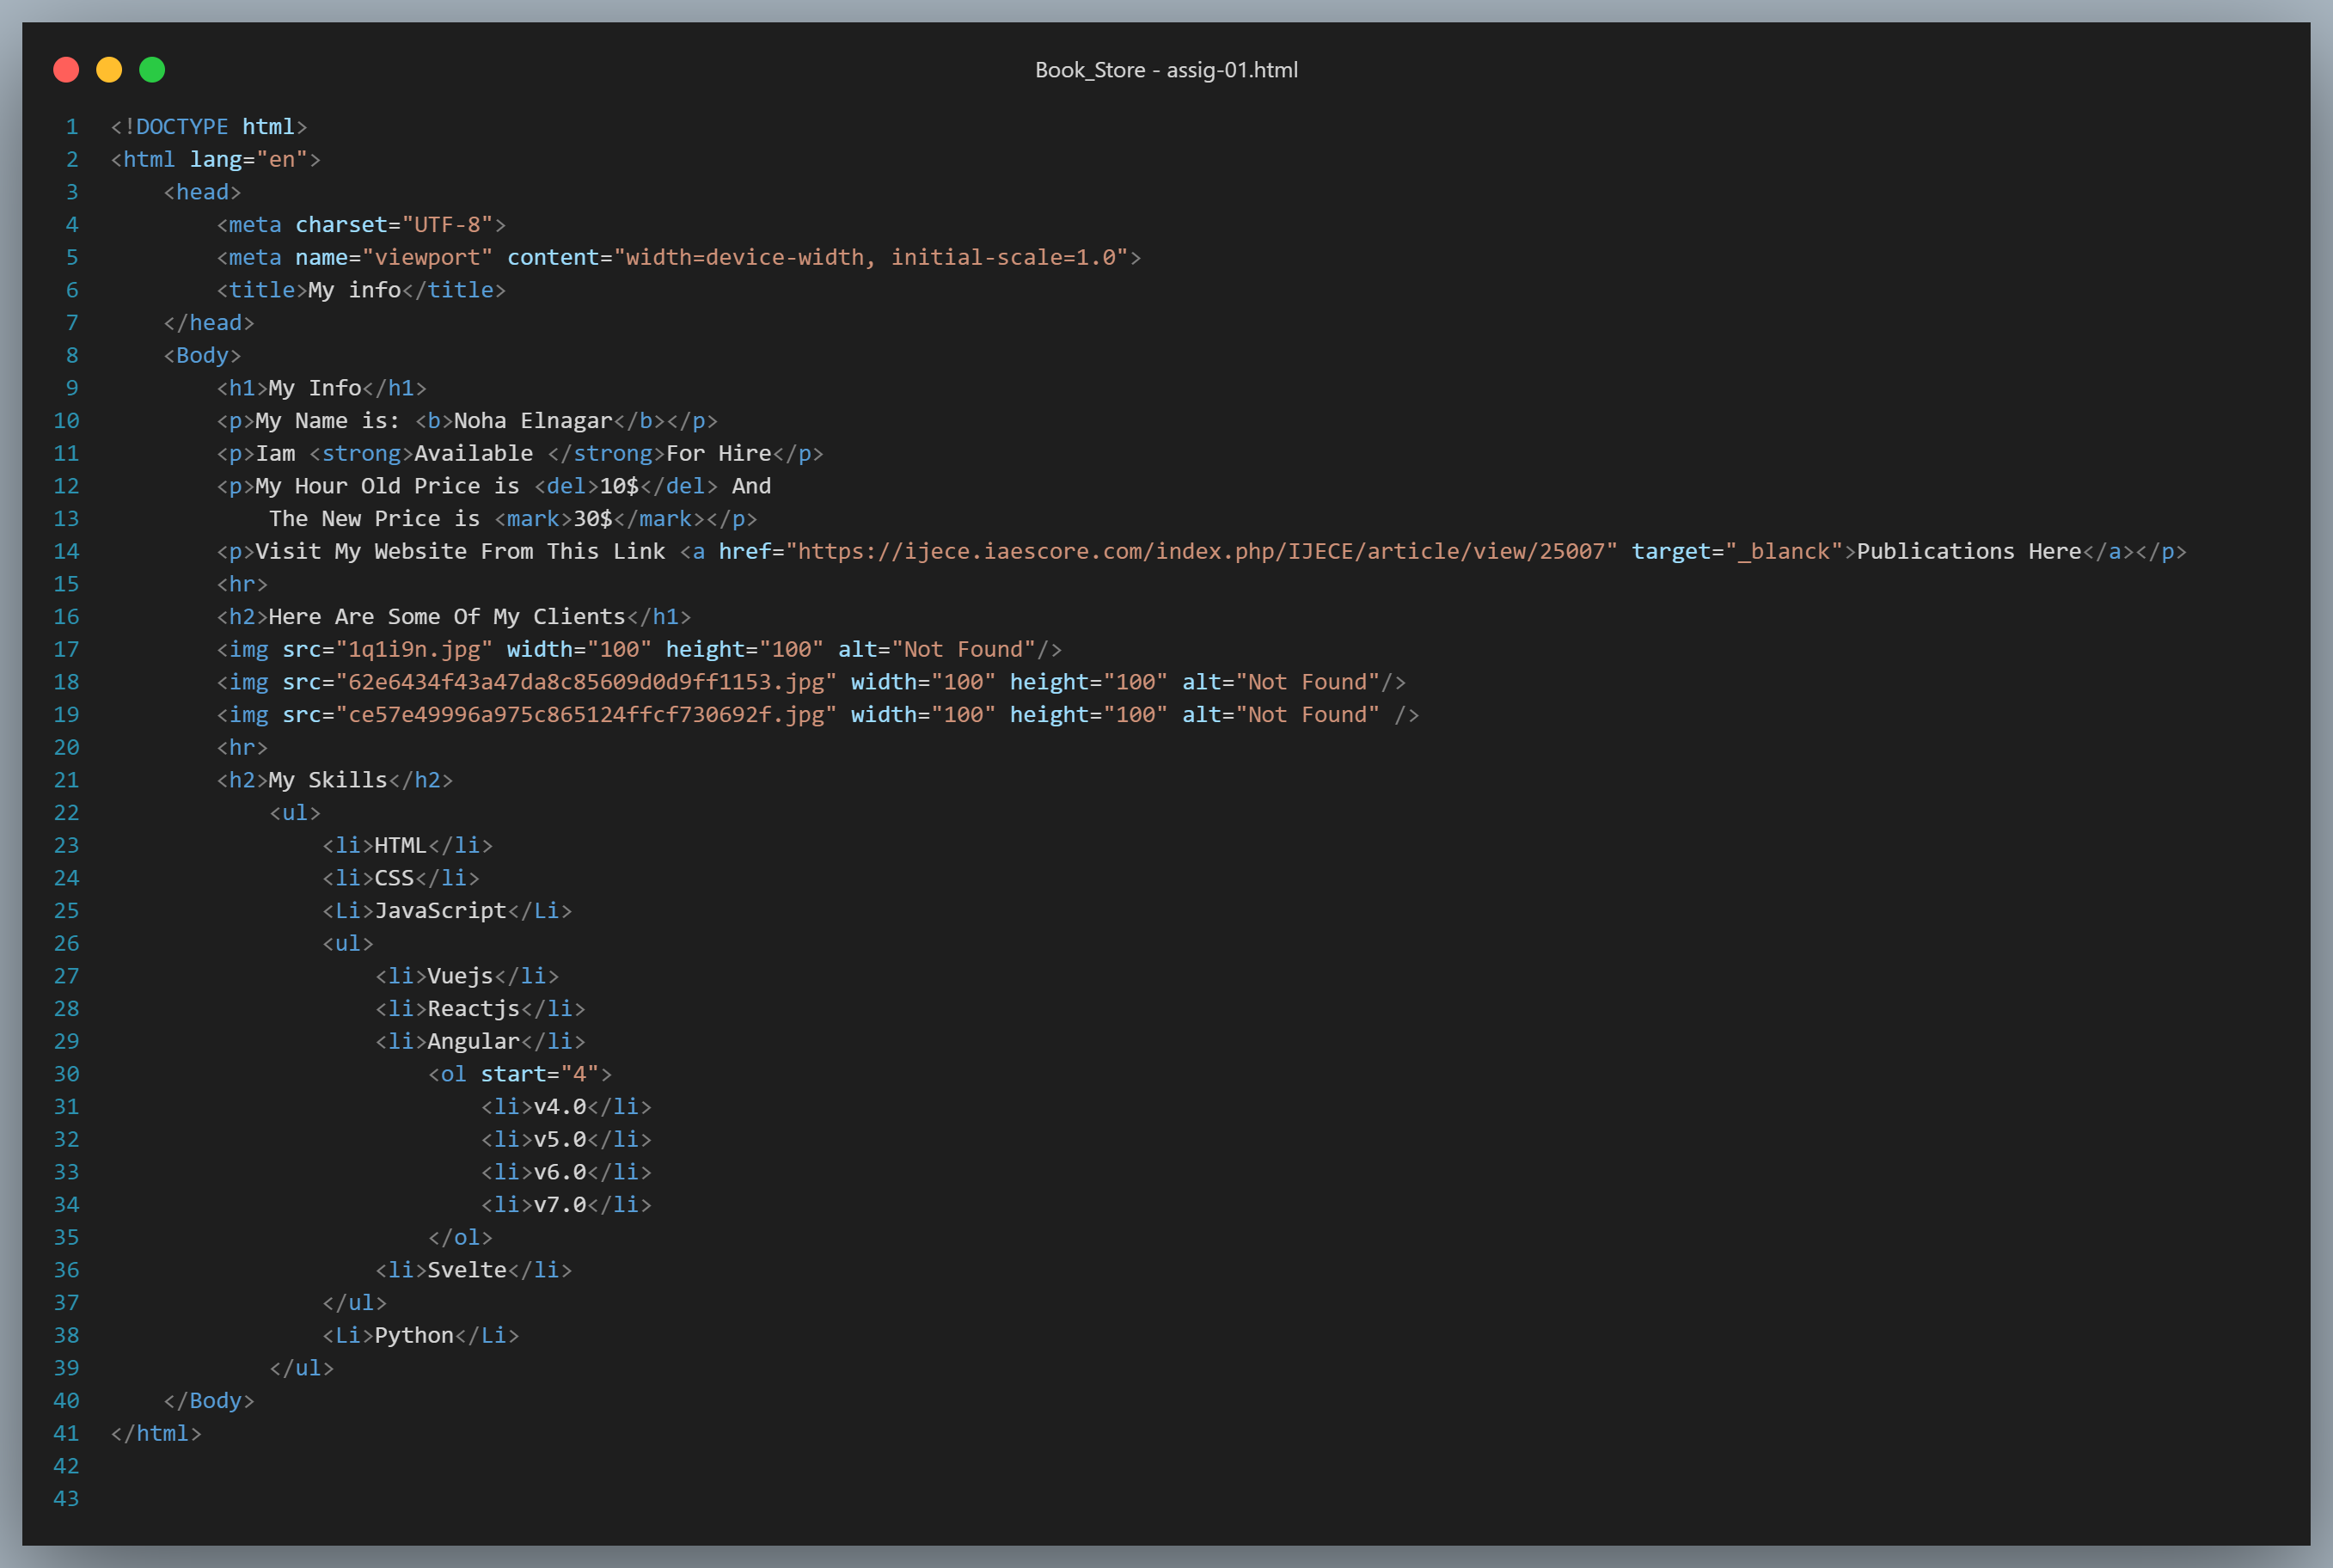 Book_Store - assig-01.html
1 <!DOCTYPE html>
2 <html lang="en">
3     <head>
4         <meta charset="UTF-8">
5         <meta name="viewport" content="width=device-width, initial-scale=1.0">
6         <title>My info</title>
7     </head>
8     <Body>
9         <h1>My Info</h1>
10         <p>My Name is: <b>Noha Elnagar</b></p>
11         <p>Iam <strong>Available </strong>For Hire</p>
12         <p>My Hour Old Price is <del>10$</del> And
13             The New Price is <mark>30$</mark></p>
14         <p>Visit My Website From This Link <a href="https://ijece.iaescore.com/index.php/IJECE/article/view/25007" target="_blanck">Publications Here</a></p>
15         <hr>
16         <h2>Here Are Some Of My Clients</h1>
17         <img src="1q1i9n.jpg" width="100" height="100" alt="Not Found"/>
18         <img src="62e6434f43a47da8c85609d0d9ff1153.jpg" width="100" height="100" alt="Not Found"/>
19         <img src="ce57e49996a975c865124ffcf730692f.jpg" width="100" height="100" alt="Not Found" />
20         <hr>
21         <h2>My Skills</h2>
22             <ul>
23                 <li>HTML</li>
24                 <li>CSS</li>
25                 <Li>JavaScript</Li>
26                 <ul>
27                     <li>Vuejs</li>
28                     <li>Reactjs</li>
29                     <li>Angular</li>
30                         <ol start="4">
31                             <li>v4.0</li>
32                             <li>v5.0</li>
33                             <li>v6.0</li>
34                             <li>v7.0</li>
35                         </ol>
36                     <li>Svelte</li>
37                 </ul>
38                 <Li>Python</Li>
39             </ul>
40     </Body>
41 </html>
42
43